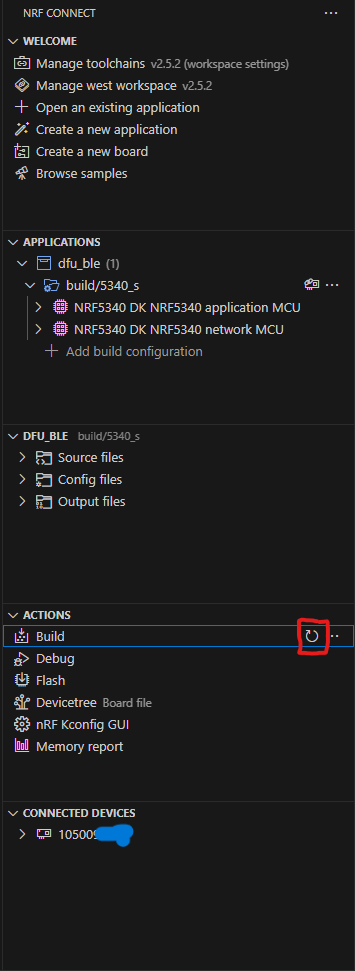 NRF CONNECT
WELCOME
Manage toolchains v2.5.2 (workspace settings)
Manage west workspace v2.5.2
Open an existing application
Create a new application
Create a new board
Browse samples
APPLICATIONS
dfu_ble (1)
build/5340_s
NRF5340 DK NRF5340 application MCU
NRF5340 DK NRF5340 network MCU
Add build configuration
DFU_BLE build/5340_s
Source files
Config files
Output files
ACTIONS
Build
Debug
Flash
Devicetree Board file
nRF Kconfig GUI
Memory report
CONNECTED DEVICES